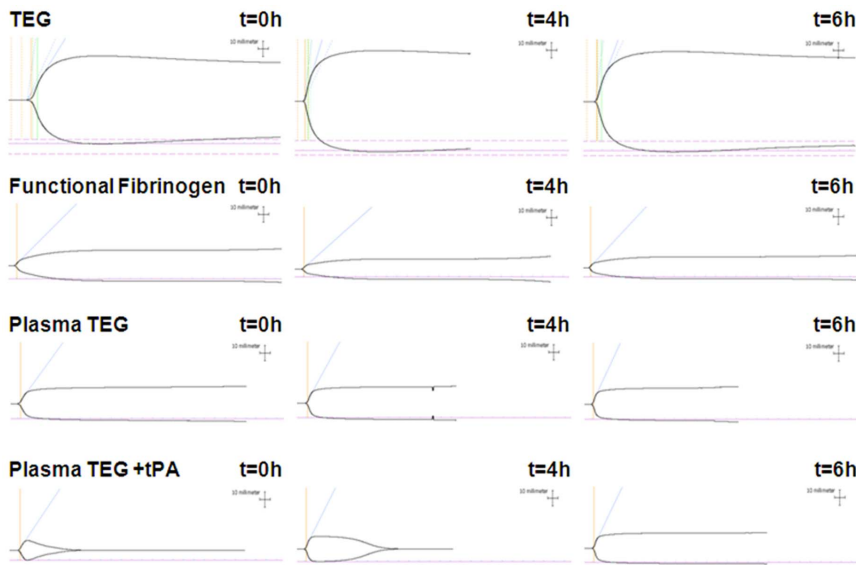 TEG t=0h t=4h t=6h
10 millimeter 10 millimeter 10 millimeter
Functional Fibrinogen t=0h t=4h t=6h
10 millimeter 10 millimeter 10 millimeter
Plasma TEG t=0h t=4h t=6h
10 millimeter 10 millimeter 10 millimeter
Plasma TEG +tPA t=0h t=4h t=6h
10 millimeter 10 millimeter 10 millimeter